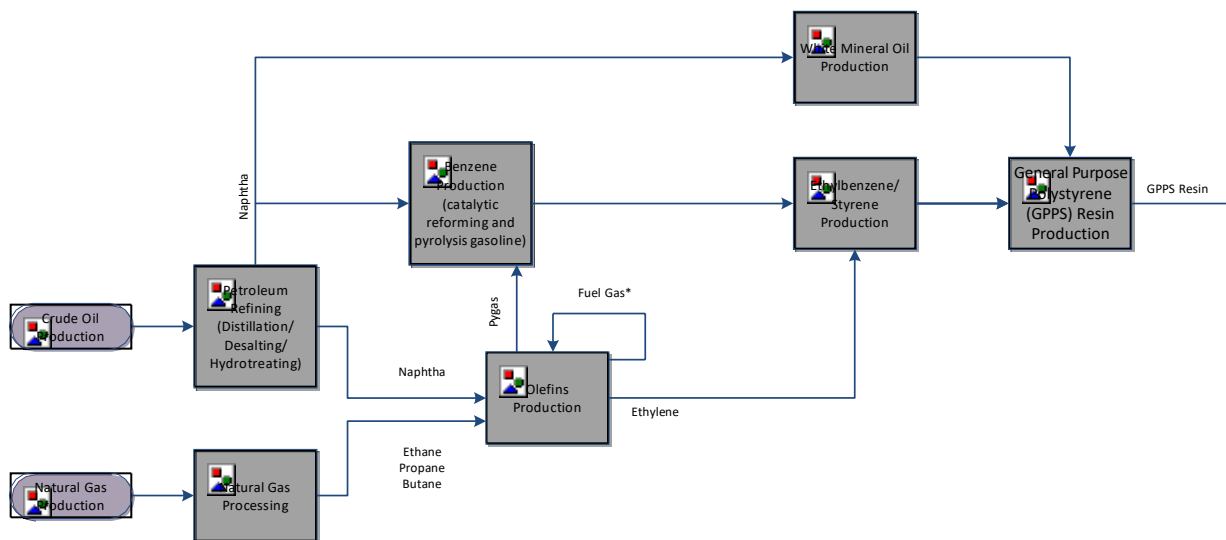 White Mineral Oil
Production
Naphtha
Benzene
Production
(catalytic
reforming and
pyrolysis gasoline)
Ethylbenzene/
Styrene
Production
General Purpose
Polystyrene
(GPPS) Resin
Production
GPPS Resin
Crude Oil
Production
Petroleum
Refining
(Distillation/
Desalting/
Hydrotreating)
Pygas
Fuel Gas*
Naphtha
Olefins
Production
Ethylene
Ethane
Propane
Butane
Natural Gas
Production
Natural Gas
Processing